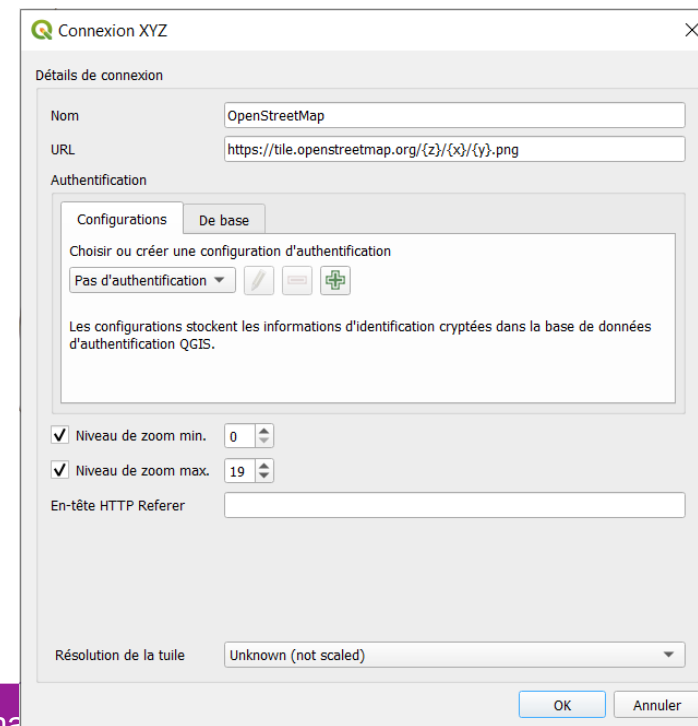 Connexion XYZ
Détails de connexion
Nom
OpenStreetMap
URL
https://tile.openstreetmap.org/{z}/{x}/{y}.png
Authentification
Configurations
De base
Choisir ou créer une configuration d'authentification
Pas d'authentification
Les configurations stockent les informations d'identification cryptées dans la base de données
d'authentification QGIS.
Niveau de zoom min.
0
Niveau de zoom max.
19
En-tête HTTP Referer
Résolution de la tuile
Unknown (not scaled)
OK
Annuler